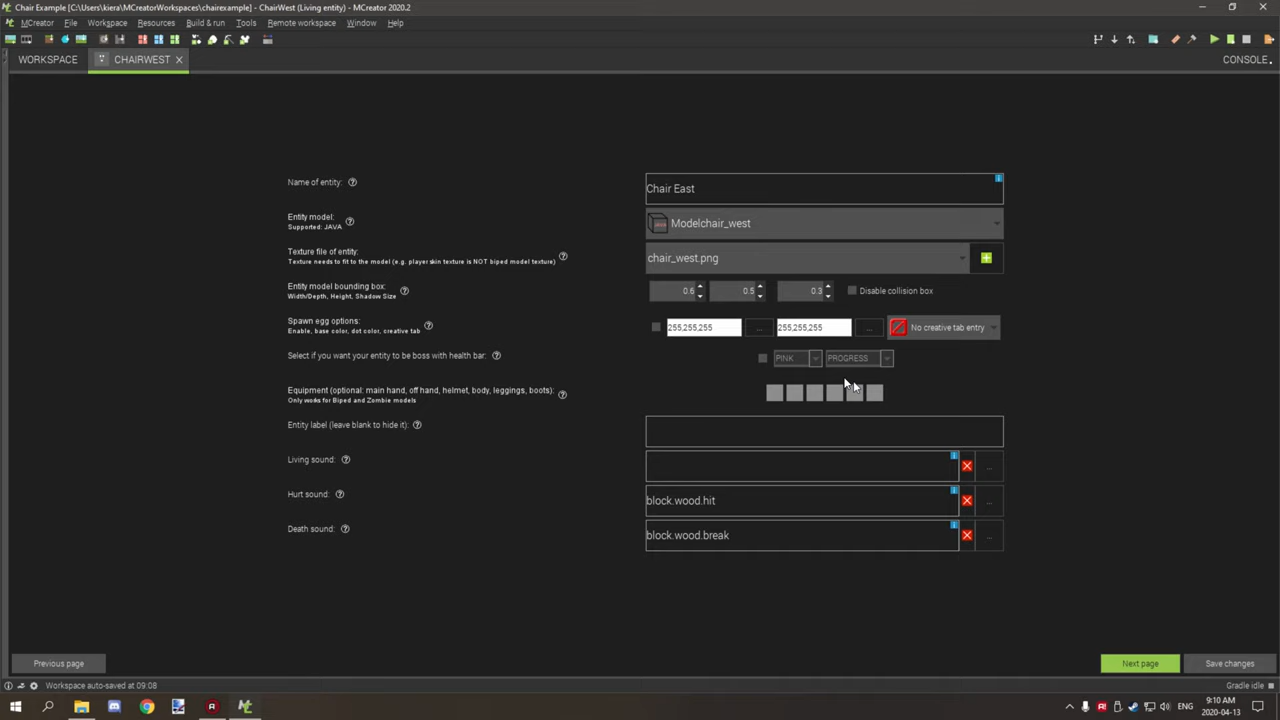 Chair Example [C:\Users\kiera\MCreatorWorkspaces\chairexample] - ChairWest (Living entity) - MCreator 2020.2
MCreator File Workspace Resources Build & run Tools Remote workspace Window Help
WORKSPACE CHAIRWEST CONSOLE
Name of entity: Chair East
Entity model:
Supported: JAVA
Modelchair_west
Texture file of entity:
Texture needs to fit to the model (e.g. player skin texture is NOT biped model texture)
chair_west.png
Entity model bounding box:
Width/Depth, Height, Shadow Size
0.6 0.5 0.3 Disable collision box
Spawn egg options:
Enable, base color, dot color, creative tab
255,255,255 ... 255,255,255 ... No creative tab entry
Select if you want your entity to be boss with health bar: PINK PROGRESS
Equipment (optional: main hand, off hand, helmet, body, leggings, boots):
Only works for Biped and Zombie models
Entity label (leave blank to hide it):
Living sound: ...
Hurt sound: block.wood.hit ...
Death sound: block.wood.break ...
Previous page Next page Save changes
Workspace auto-saved at 09:08 Gradle idle
ENG 9:10 AM
2020-04-13